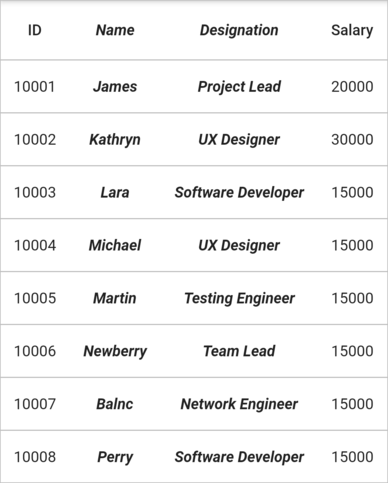 ID Name Designation Salary
10001 James Project Lead 20000
10002 Kathryn UX Designer 30000
10003 Lara Software Developer 15000
10004 Michael UX Designer 15000
10005 Martin Testing Engineer 15000
10006 Newberry Team Lead 15000
10007 Balnc Network Engineer 15000
10008 Perry Software Developer 15000